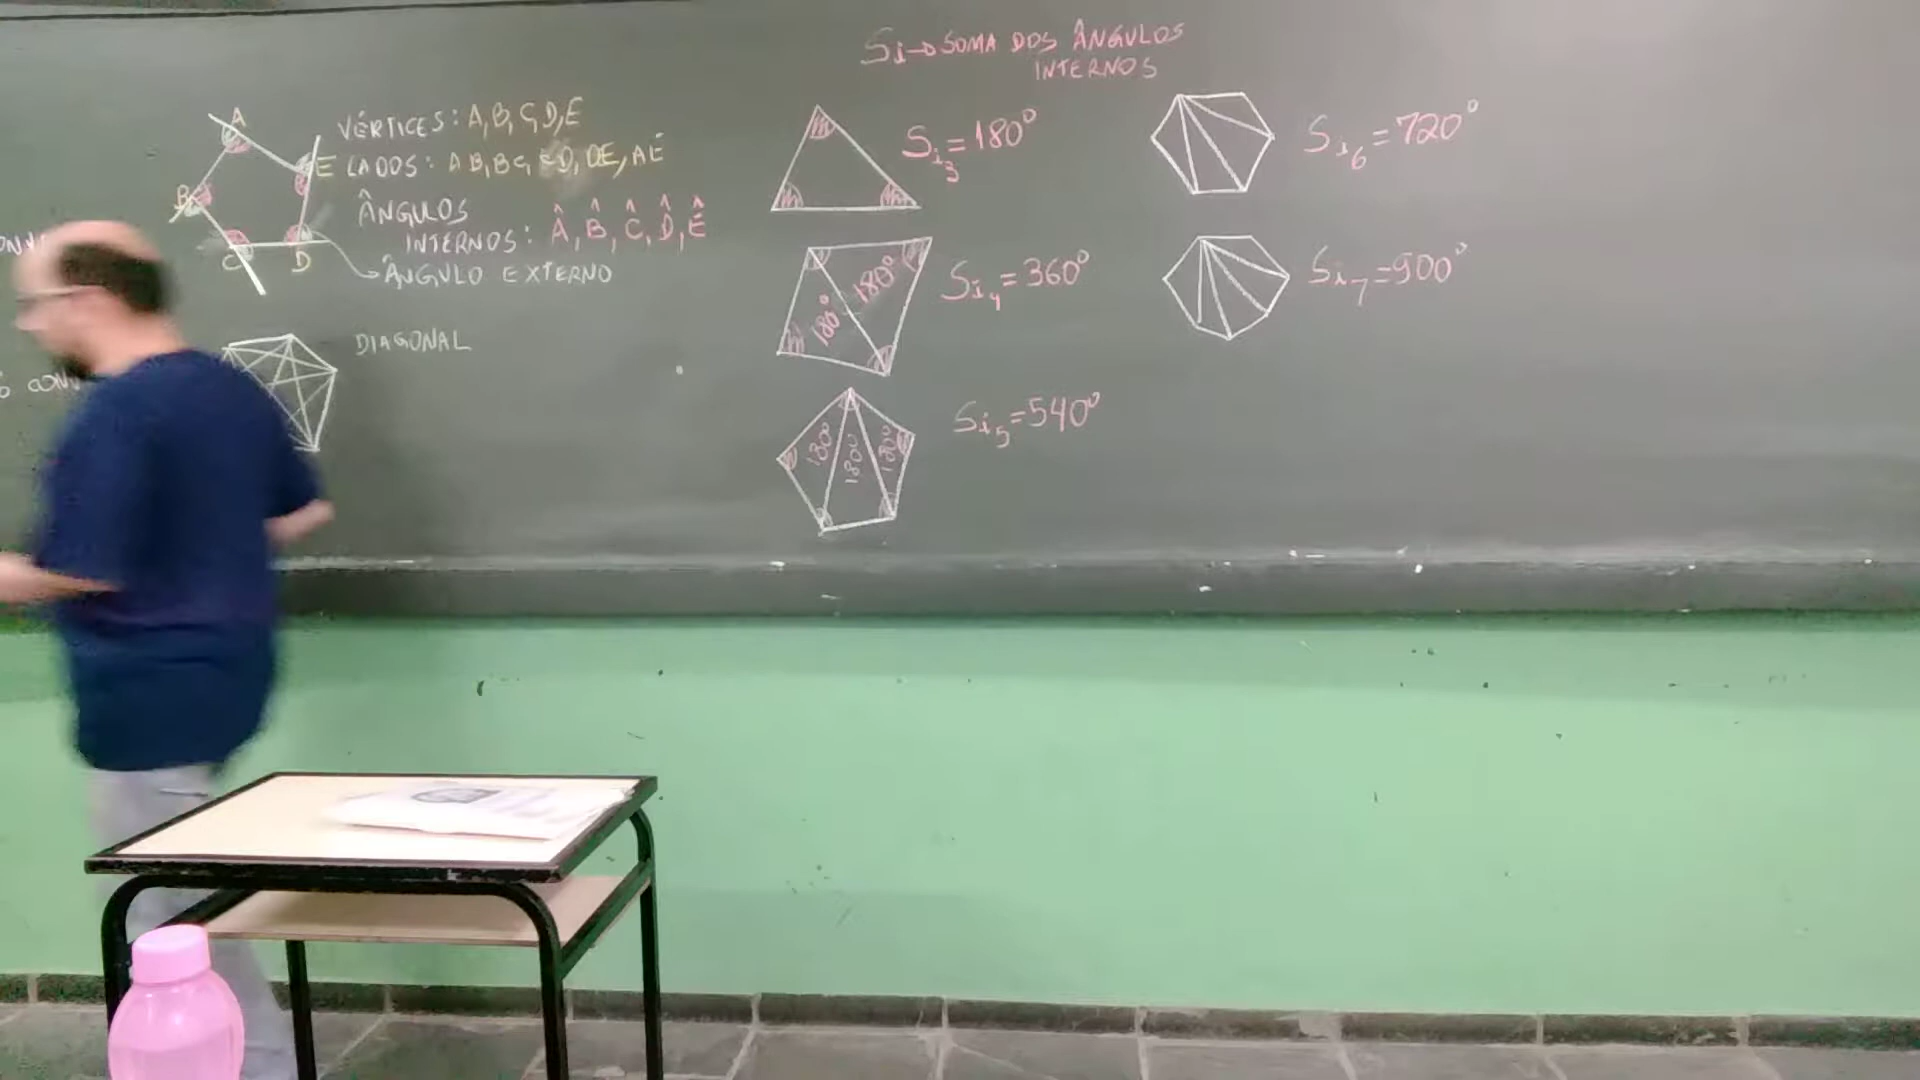 Si→SOMA DOS ÂNGULOS
INTERNOS
A
B
C
D
E
VÉRTICES: A, B, C, D, E
LADOS: AB, BC, CD, DE, AE
ÂNGULOS
INTERNOS: Â, B̂, Ĉ, D̂, Ê
ÂNGULO EXTERNO
DIAGONAL
Si3=180°
180°
180°
Si4=360°
180°
180°
180°
Si5=540°
Si6=720°
Si7=900°